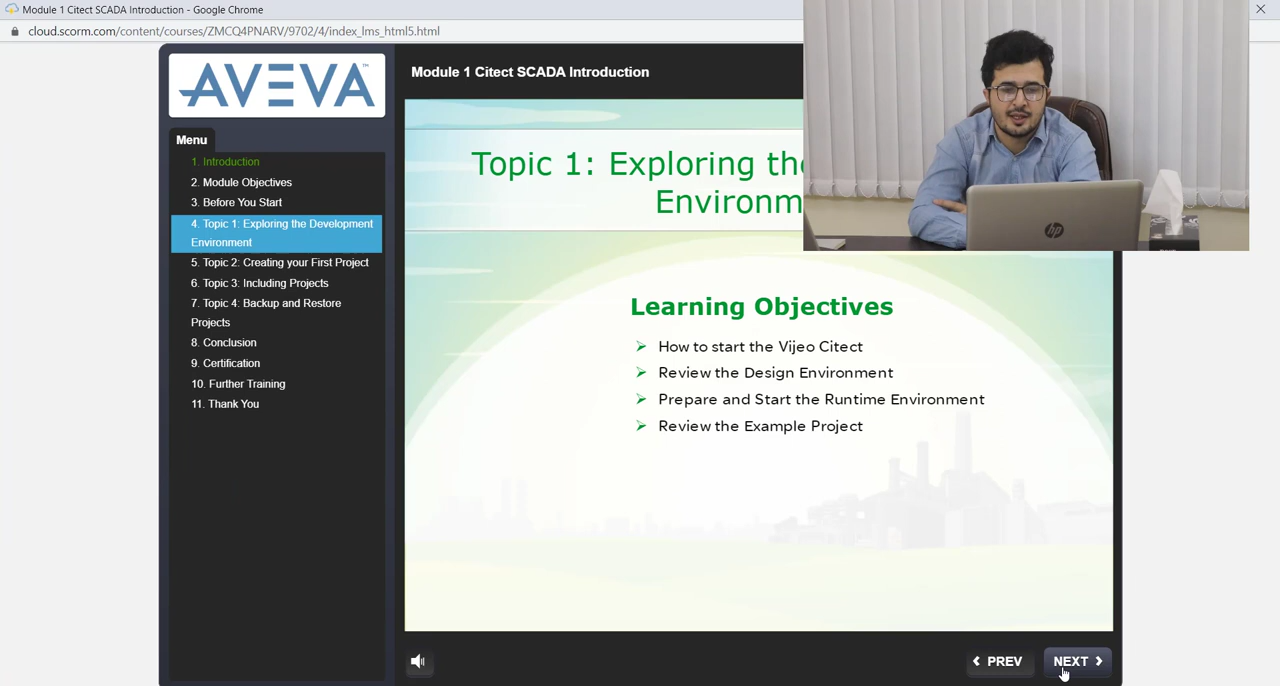 Module 1 Citect SCADA Introduction - Google Chrome
cloud.scorm.com/content/courses/ZMCQ4PNARV/9702/4/index_lms_html5.html
AVEVA™
Menu
1. Introduction
2. Module Objectives
3. Before You Start
4. Topic 1: Exploring the Development
Environment
5. Topic 2: Creating your First Project
6. Topic 3: Including Projects
7. Topic 4: Backup and Restore
Projects
8. Conclusion
9. Certification
10. Further Training
11. Thank You
Module 1 Citect SCADA Introduction
Topic 1: Exploring the
Environm
Learning Objectives
How to start the Vijeo Citect
Review the Design Environment
Prepare and Start the Runtime Environment
Review the Example Project
hp
PREV
NEXT